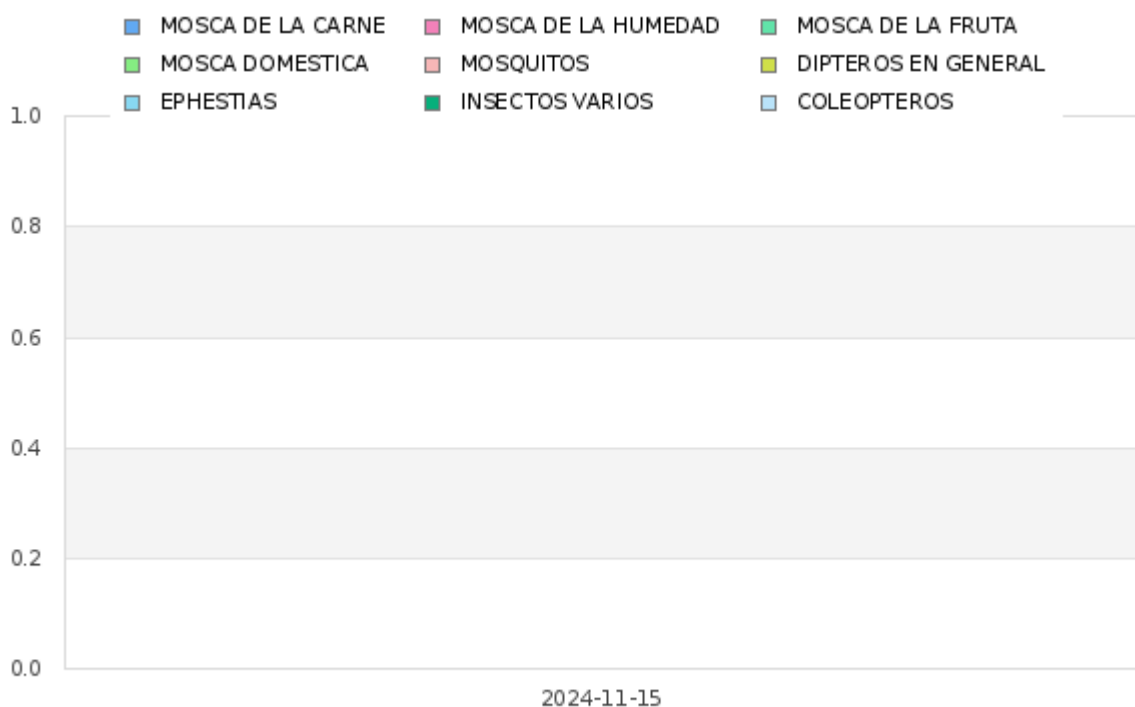 MOSCA DE LA CARNE MOSCA DE LA HUMEDAD MOSCA DE LA FRUTA
MOSCA DOMESTICA MOSQUITOS DIPTEROS EN GENERAL
EPHESTIAS INSECTOS VARIOS COLEOPTEROS
1.0
0.8
0.6
0.4
0.2
0.0
2024-11-15